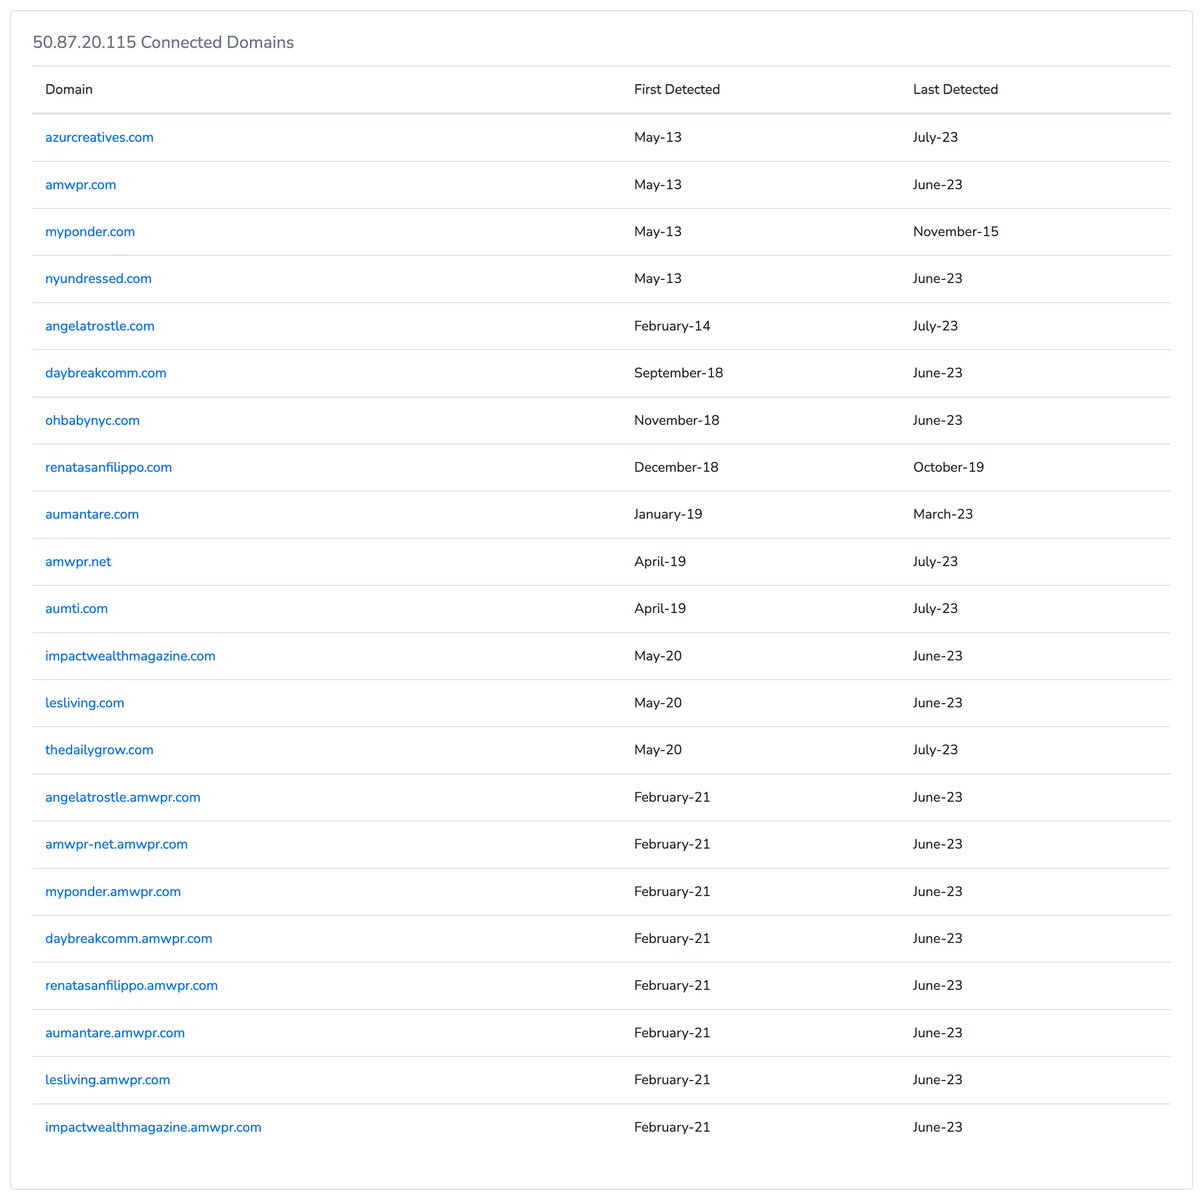 50.87.20.115 Connected Domains
Domain First Detected Last Detected
azurcreatives.com May-13 July-23
amwpr.com May-13 June-23
myponder.com May-13 November-15
nyundressed.com May-13 June-23
angelatrostle.com February-14 July-23
daybreakcomm.com September-18 June-23
ohbabynyc.com November-18 June-23
renatasanfilippo.com December-18 October-19
aumantare.com January-19 March-23
amwpr.net April-19 July-23
aumti.com April-19 July-23
impactwealthmagazine.com May-20 June-23
lesliving.com May-20 June-23
thedailygrow.com May-20 July-23
angelatrostle.amwpr.com February-21 June-23
amwpr-net.amwpr.com February-21 June-23
myponder.amwpr.com February-21 June-23
daybreakcomm.amwpr.com February-21 June-23
renatasanfilippo.amwpr.com February-21 June-23
aumantare.amwpr.com February-21 June-23
lesliving.amwpr.com February-21 June-23
impactwealthmagazine.amwpr.com February-21 June-23